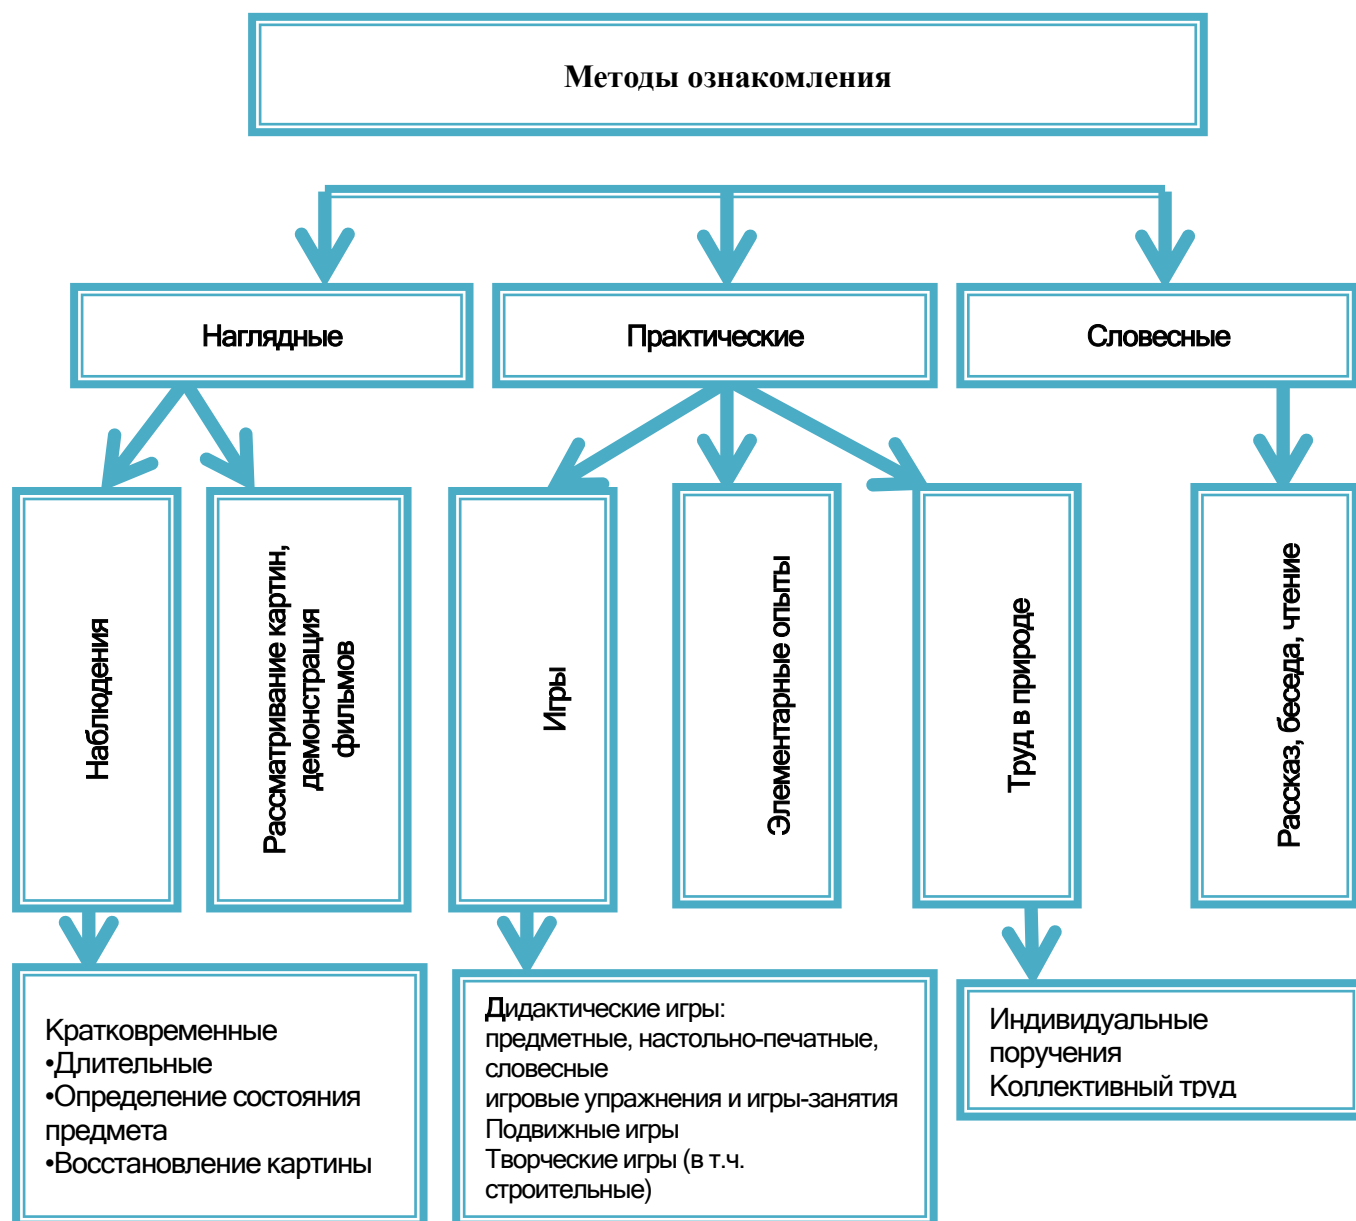 Методы ознакомления
Наглядные
Практические
Словесные
Наблюдения
Рассматривание картин,
демонстрация
фильмов
Игры
Элементарные опыты
Труд в природе
Рассказ, беседа, чтение
Кратковременные
•Длительные
•Определение состояния
предмета
•Восстановление картины
Дидактические игры:
предметные, настольно-печатные,
словесные
игровые упражнения и игры-занятия
Подвижные игры
Творческие игры (в т.ч.
строительные)
Индивидуальные
поручения
Коллективный труд